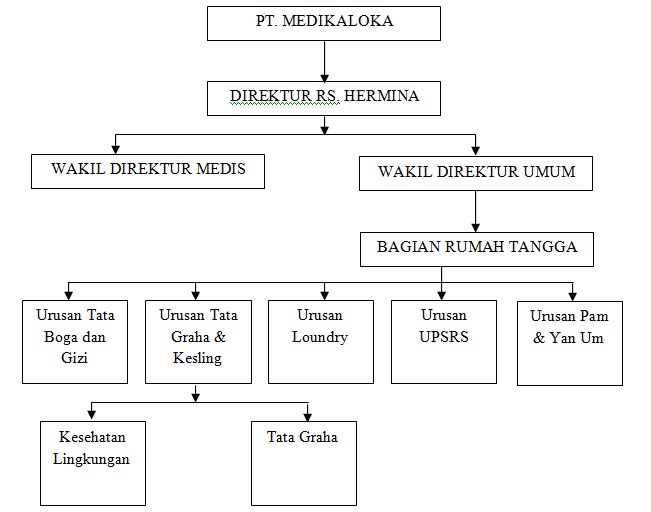 PT. MEDIKALOKA
DIREKTUR RS. HERMINA
WAKIL DIREKTUR MEDIS
WAKIL DIREKTUR UMUM
BAGIAN RUMAH TANGGA
Urusan Tata
Boga dan
Gizi
Urusan Tata
Graha &
Kesling
Urusan
Loundry
Urusan
UPSRS
Urusan Pam
& Yan Um
Kesehatan
Lingkungan
Tata Graha